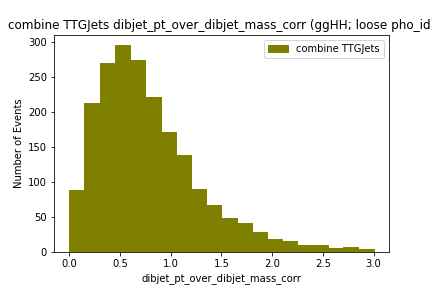 combine TTGJets dibjet_pt_over_dibjet_mass_corr (ggHH; loose pho_id
combine TTGJets
Number of Events
300
250
200
150
100
50
0
0.0 0.5 1.0 1.5 2.0 2.5 3.0
dibjet_pt_over_dibjet_mass_corr